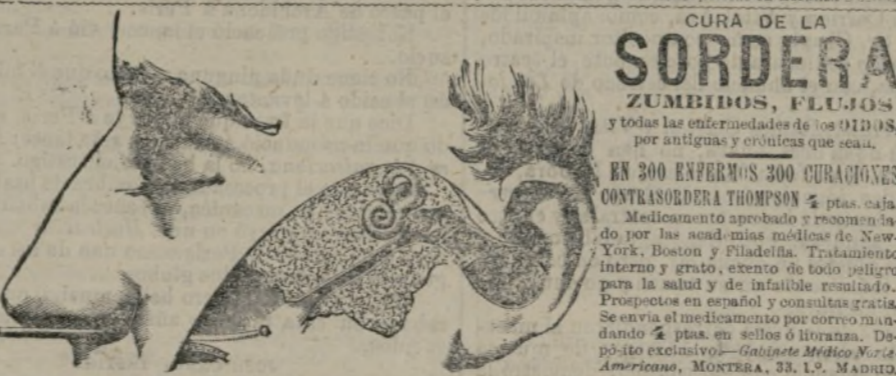 CURA DE LA
SORDERA
ZUMBIDOS, FLUJOS
y todas las enfermedades de los OIDOS,
por antiguas y crónicas que sean.
EN 300 ENFERMOS 300 CURACIONES
CONTRASORDERA THOMPSON 4 ptas. caja
Medicamento aprobado y recomenda-
do por las academias médicas de New-
York, Boston y Filadelfia. Tratamiento
interno y grato, exento de todo peligro
para la salud y de infalible resultado.
Prospectos en español y consultas gratis
Se envia el medicamento por correo man-
dando 4 ptas. en sellos ó libranza. De-
pósito exclusivo.—Gabinete Médico Norte
Americano, MONTERA, 33, 1.º, MADRID